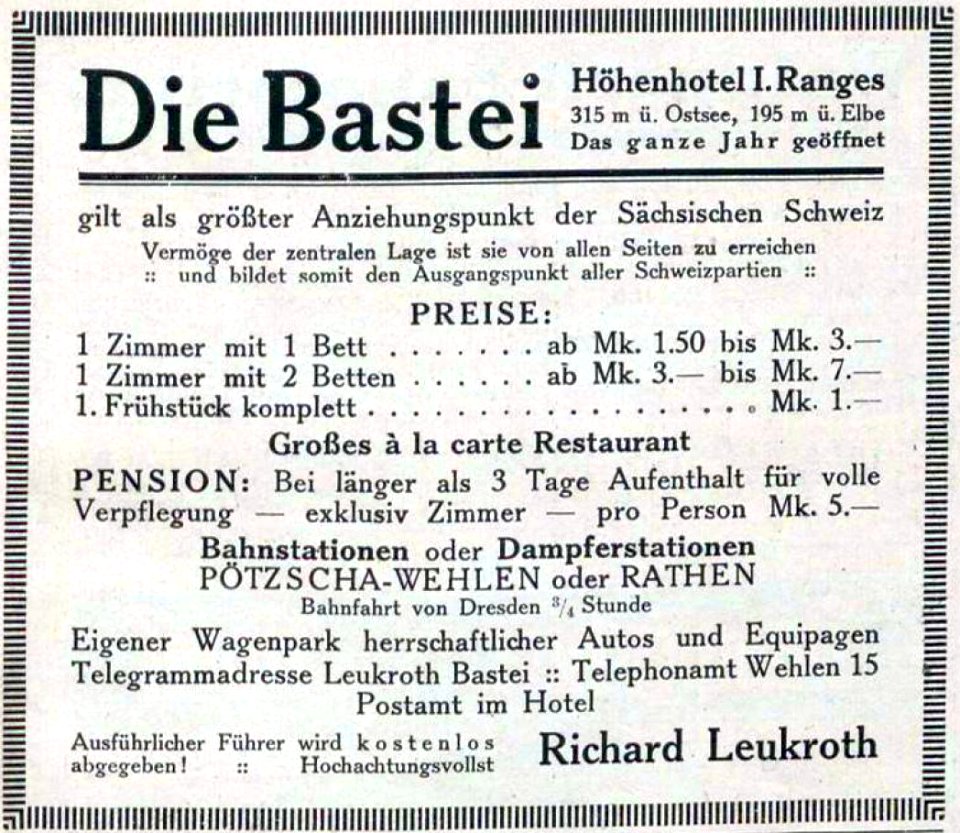 Die Bastei
Höhenhotel I. Ranges
315 m ü. Ostsee, 195 m ü. Elbe
Das ganze Jahr geöffnet
gilt als größter Anziehungspunkt der Sächsischen Schweiz
Vermöge der zentralen Lage ist sie von allen Seiten zu erreichen
:: und bildet somit den Ausgangspunkt aller Schweizpartien ::
PREISE:
1 Zimmer mit 1 Bett . . . . . . . ab Mk. 1.50 bis Mk. 3.—
1 Zimmer mit 2 Betten . . . . . . ab Mk. 3.— bis Mk. 7.—
1. Frühstück komplett . . . . . . . . . . . . . . . . . . Mk. 1.—
Großes à la carte Restaurant
PENSION: Bei länger als 3 Tage Aufenthalt für volle
Verpflegung — exklusiv Zimmer — pro Person Mk. 5.—
Bahnstationen oder Dampferstationen
PÖTZSCHA-WEHLEN oder RATHEN
Bahnfahrt von Dresden 3/4 Stunde
Eigener Wagenpark herrschaftlicher Autos und Equipagen
Telegrammadresse Leukroth Bastei :: Telephonamt Wehlen 15
Postamt im Hotel
Ausführlicher Führer wird kostenlos
abgegeben! :: Hochachtungsvollst
Richard Leukroth